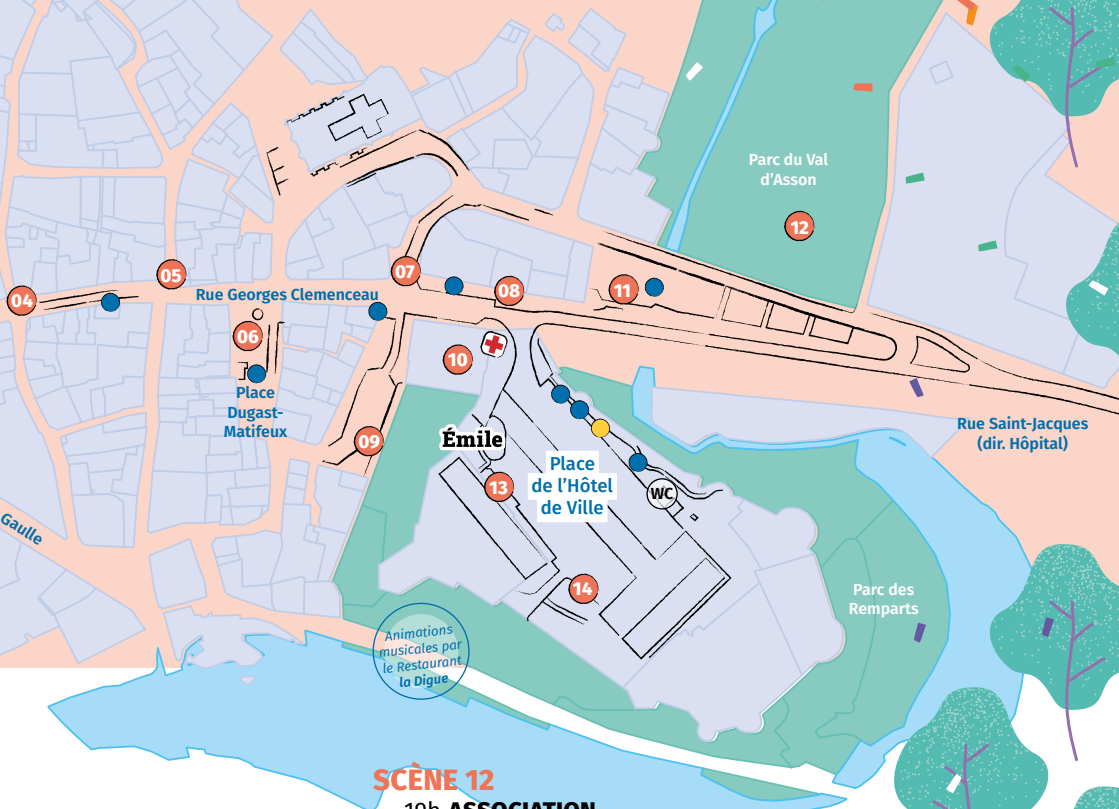 Parc du Val
d'Asson
12
07
05
Rue Georges Clemenceau
08
11
04
06
10
Place
Dugast-
Matifeux
09
Émile
13
Place
de l'Hôtel
de Ville
WC
Rue Saint-Jacques
(dir. Hôpital)
Gaulle
14
Parc des
Remparts
Animations
musicales par
le Restaurant
la Digue
SCÈNE 12
19h ASSOCIATION